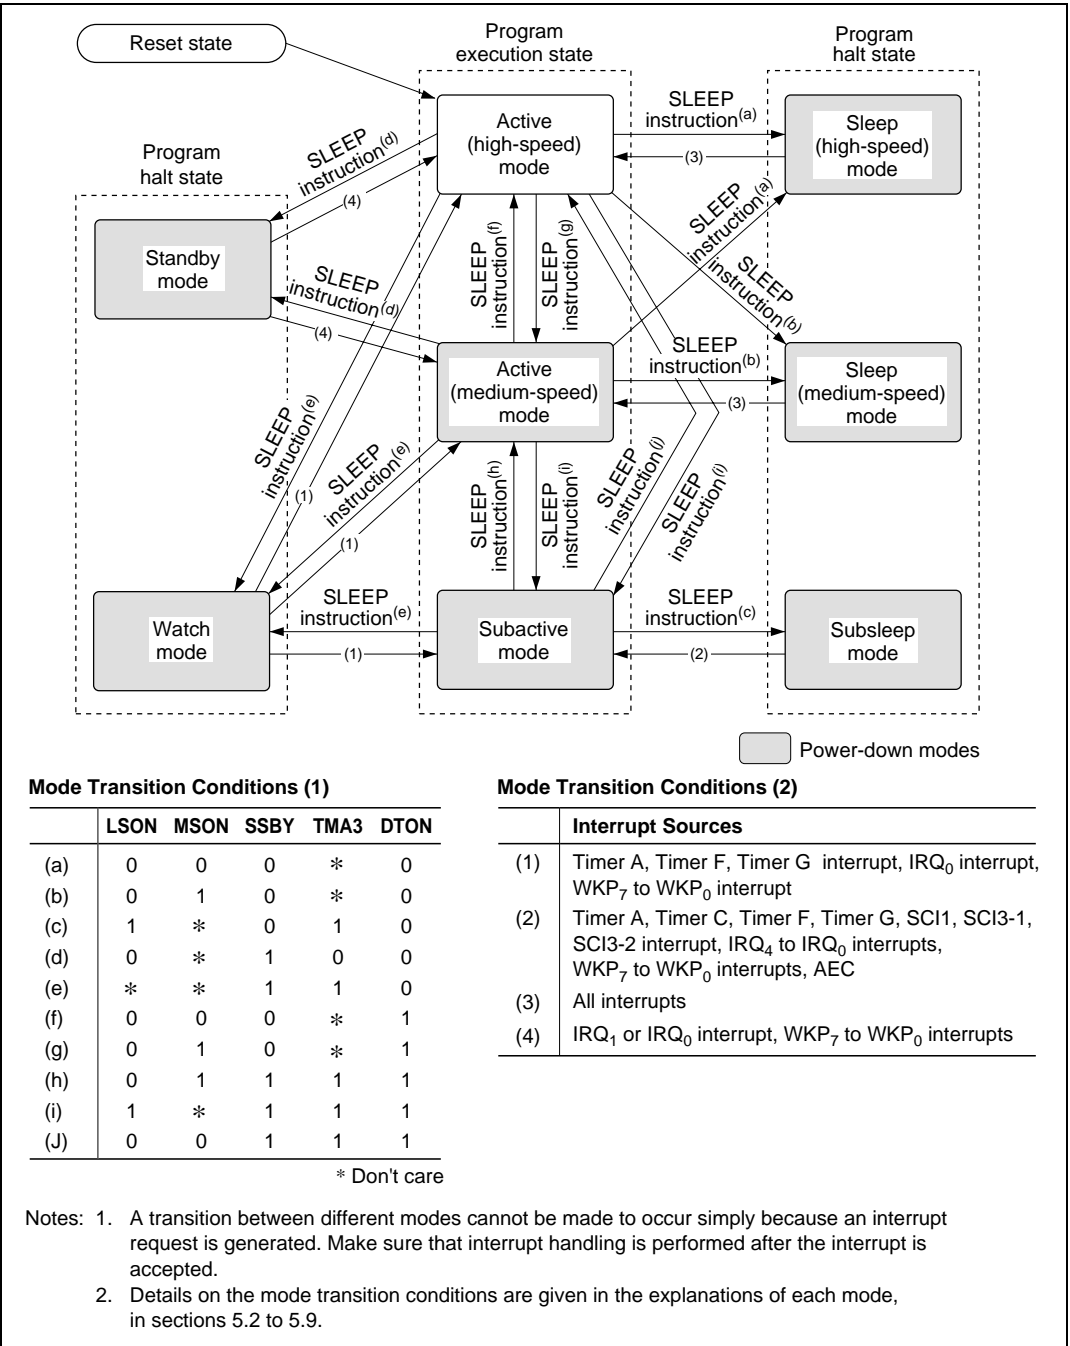 Reset state
Program
execution state
Program
halt state
Program
halt state
Active
(high-speed)
mode
SLEEP
instruction(a)
(3)
Sleep
(high-speed)
mode
SLEEP
instruction(d)
(4)
Standby
mode
SLEEP
instruction(d)
(4)
SLEEP
instruction(f)
SLEEP
instruction(g)
SLEEP
instruction(a)
SLEEP
instruction(b)
Active
(medium-speed)
mode
SLEEP
instruction(b)
(3)
Sleep
(medium-speed)
mode
SLEEP
instruction(e)
(1)
SLEEP
instruction(e)
(1)
SLEEP
instruction(h)
SLEEP
instruction(i)
SLEEP
instruction(j)
SLEEP
instruction(i)
Watch
mode
SLEEP
instruction(e)
(1)
Subactive
mode
SLEEP
instruction(c)
(2)
Subsleep
mode
Power-down modes
Mode Transition Conditions (1)
LSON MSON SSBY TMA3 DTON
(a) 0 0 0 * 0
(b) 0 1 0 * 0
(c) 1 * 0 1 0
(d) 0 * 1 0 0
(e) * * 1 1 0
(f) 0 0 0 * 1
(g) 0 1 0 * 1
(h) 0 1 1 1 1
(i) 1 * 1 1 1
(J) 0 0 1 1 1
* Don't care
Mode Transition Conditions (2)
Interrupt Sources
(1) Timer A, Timer F, Timer G interrupt, IRQ0 interrupt,
WKP7 to WKP0 interrupt
(2) Timer A, Timer C, Timer F, Timer G, SCI1, SCI3-1,
SCI3-2 interrupt, IRQ4 to IRQ0 interrupts,
WKP7 to WKP0 interrupts, AEC
(3) All interrupts
(4) IRQ1 or IRQ0 interrupt, WKP7 to WKP0 interrupts
Notes: 1. A transition between different modes cannot be made to occur simply because an interrupt
request is generated. Make sure that interrupt handling is performed after the interrupt is
accepted.
2. Details on the mode transition conditions are given in the explanations of each mode,
in sections 5.2 to 5.9.